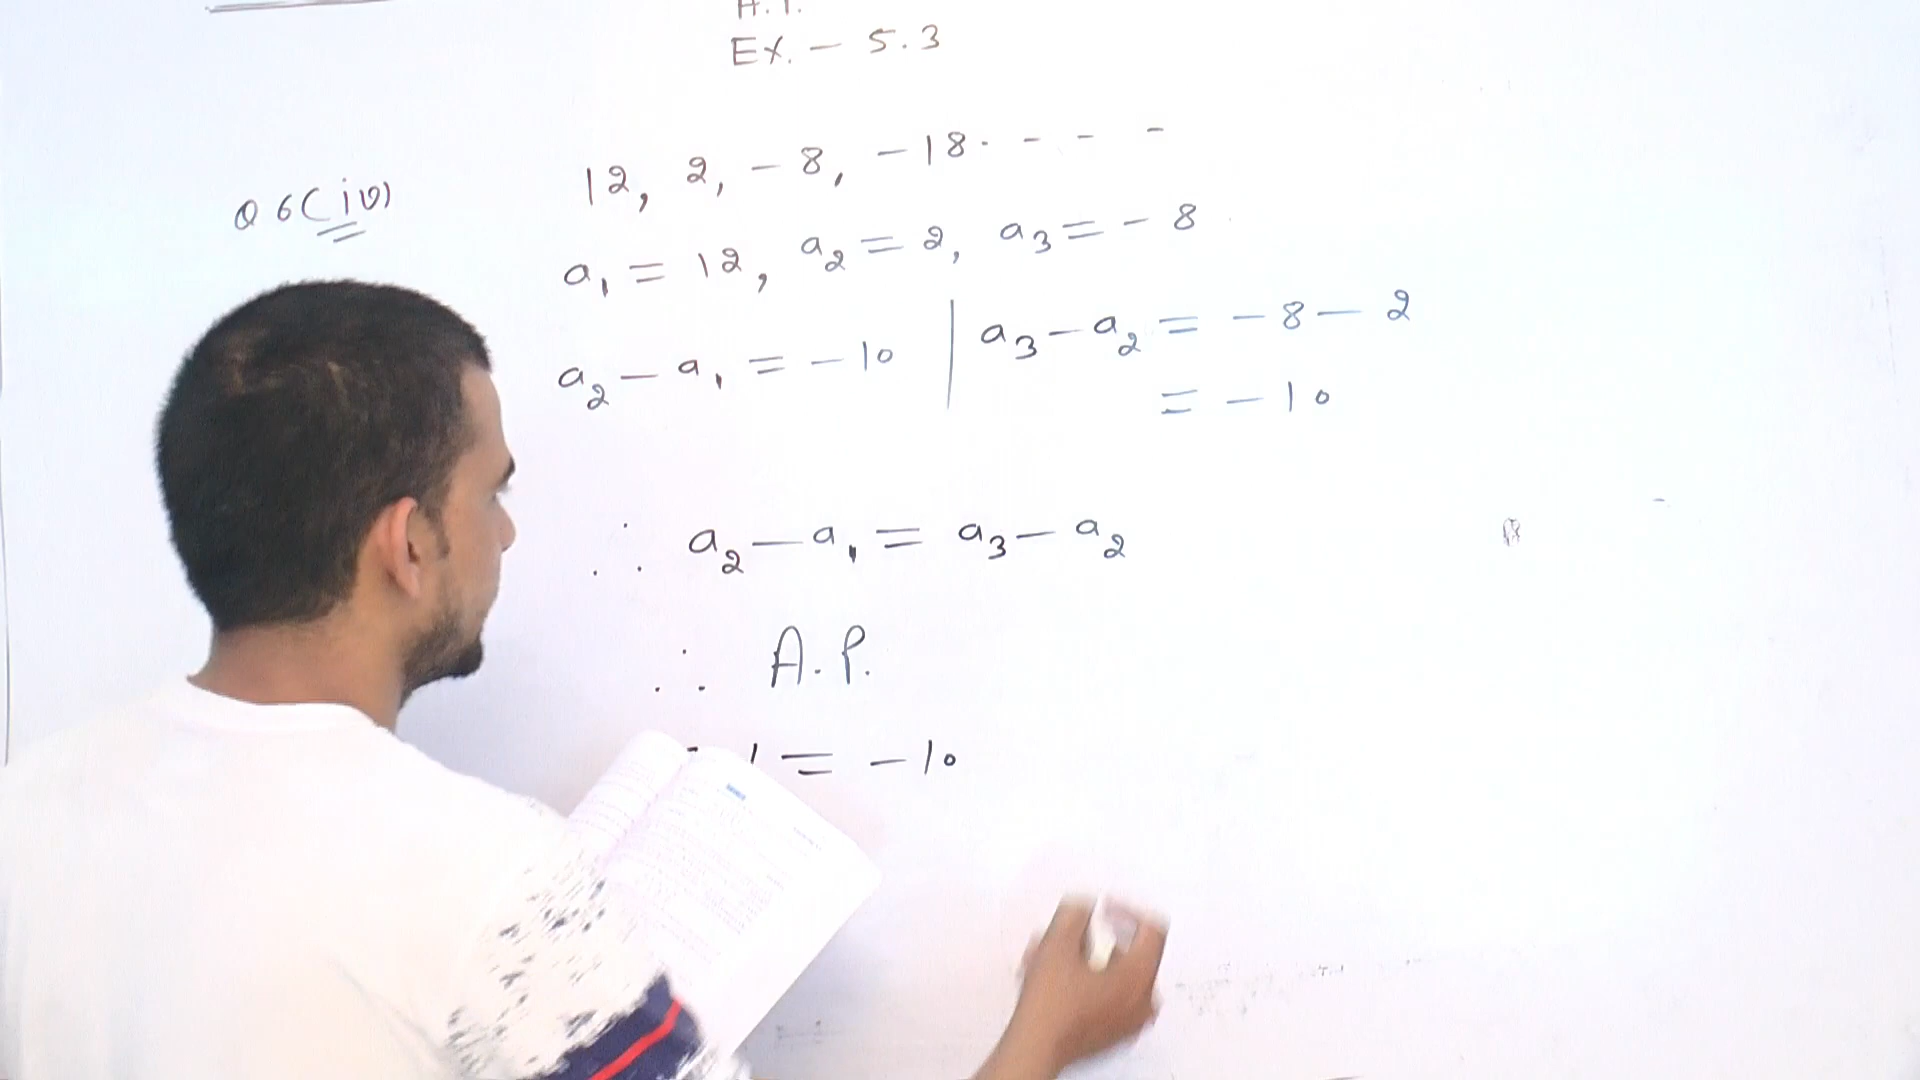 A.P.
Ex. - 5.3
Q 6(iv)
12, 2, - 8, - 18 - - - -
a₁ = 12, a₂ = 2, a₃ = - 8
a₂ - a₁ = - 10 | a₃ - a₂ = - 8 - 2
= - 10
∴ a₂ - a₁ = a₃ - a₂
∴ A.P.
= - 10